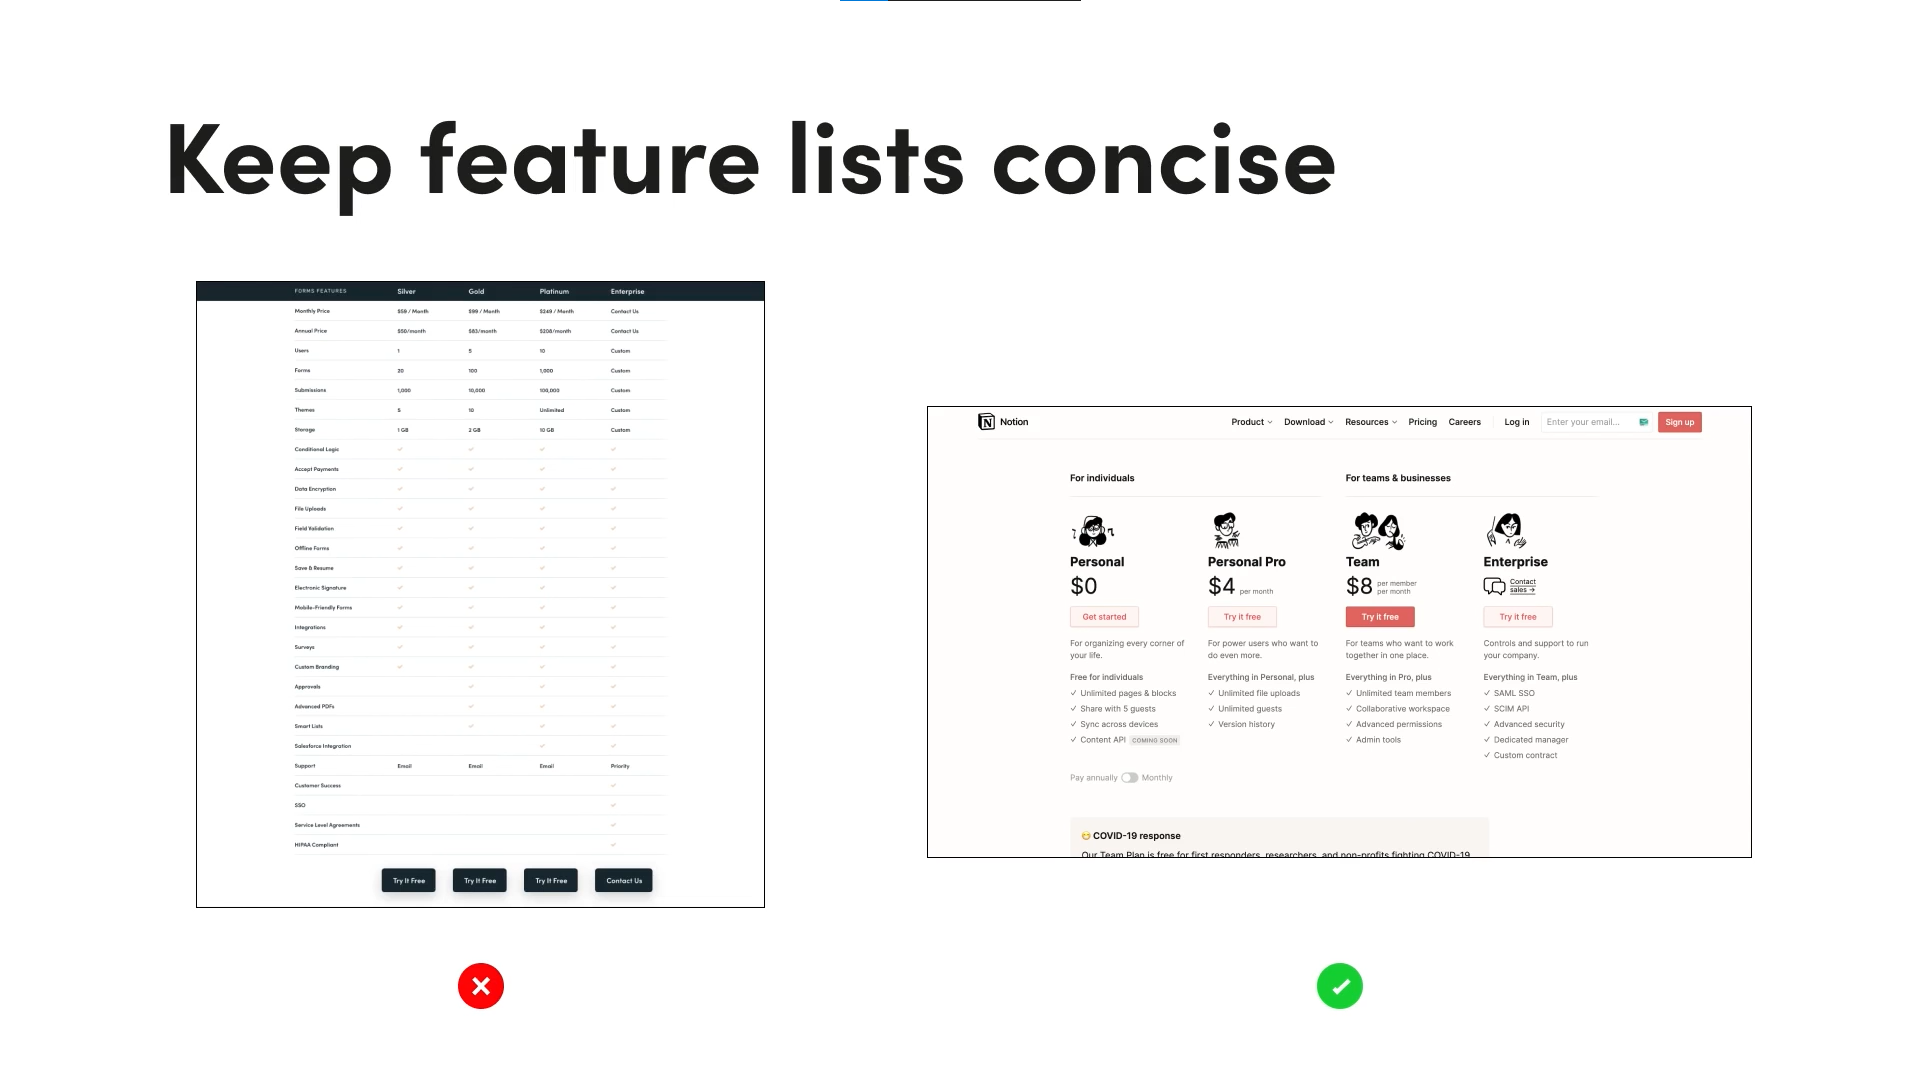 Keep feature lists concise
FORMS FEATURES Silver Gold Platinum Enterprise
Monthly Price $59 / Month $99 / Month $249 / Month Contact Us
Annual Price $50/month $83/month $208/month Contact Us
Users 1 5 10 Custom
Forms 20 100 1,000 Custom
Submissions 1,000 10,000 100,000 Custom
Themes 5 10 Unlimited Custom
Storage 1 GB 2 GB 10 GB Custom
Conditional Logic
Accept Payments
Data Encryption
File Uploads
Field Validation
Offline Forms
Save & Resume
Electronic Signature
Mobile-Friendly Forms
Integrations
Surveys
Custom Branding
Approvals
Advanced PDFs
Smart Lists
Salesforce Integration
Support Email Email Email Priority
Customer Success
SSO
Service Level Agreements
HIPAA Compliant
Try It Free Try It Free Try It Free Contact Us
Notion Product Download Resources Pricing Careers Log in Enter your email... Sign up
For individuals For teams & businesses
Personal
$0
Get started
For organizing every corner of
your life.
Free for individuals
Unlimited pages & blocks
Share with 5 guests
Sync across devices
Content API COMING SOON
Personal Pro
$4 per month
Try it free
For power users who want to
do even more.
Everything in Personal, plus
Unlimited file uploads
Unlimited guests
Version history
Team
$8 per member
per month
Try it free
For teams who want to work
together in one place.
Everything in Pro, plus
Unlimited team members
Collaborative workspace
Advanced permissions
Admin tools
Enterprise
Contact
sales →
Try it free
Controls and support to run
your company.
Everything in Team, plus
SAML SSO
SCIM API
Advanced security
Dedicated manager
Custom contract
Pay annually Monthly
COVID-19 response
Our Team Plan is free for first responders, researchers, and non-profits fighting COVID-19.